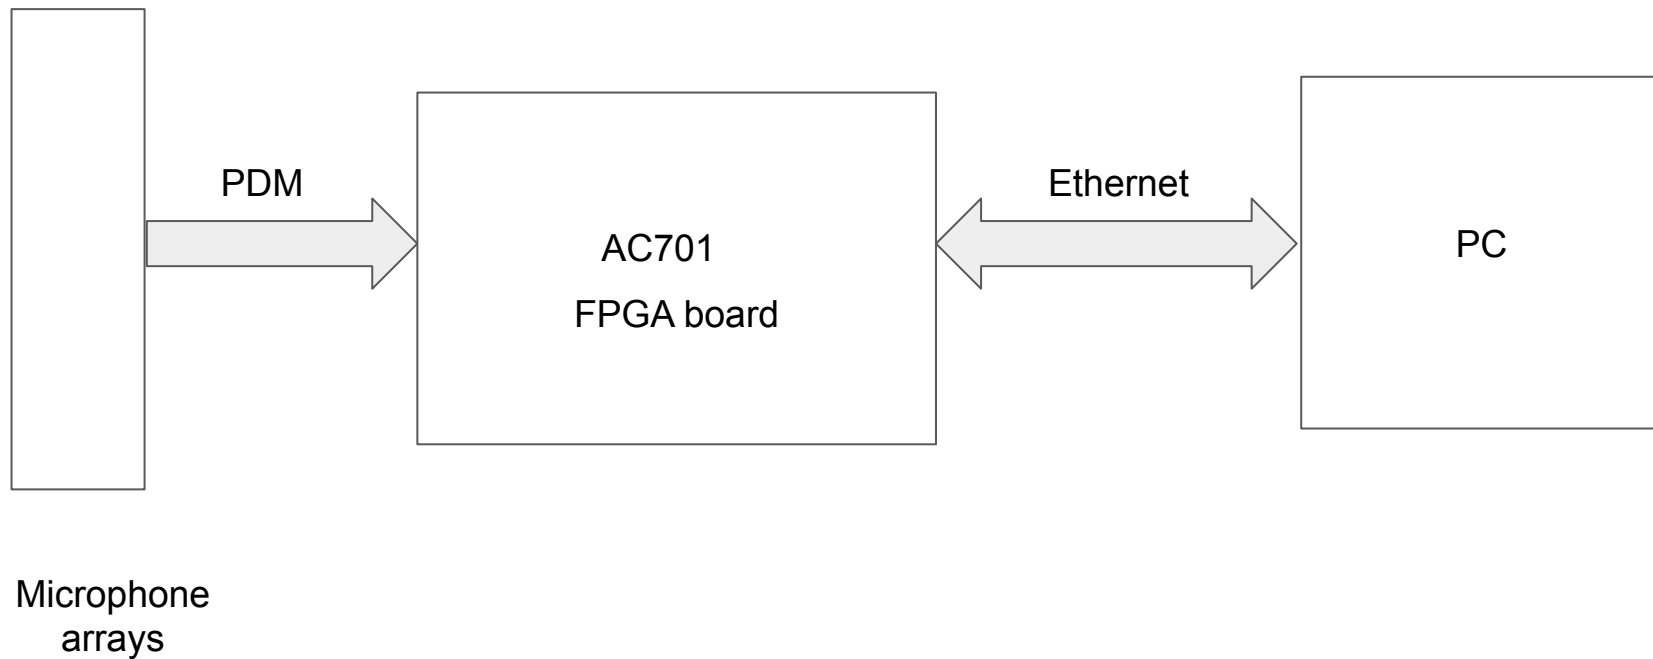 PDM
Ethernet
AC701
FPGA board
PC
Microphone
arrays